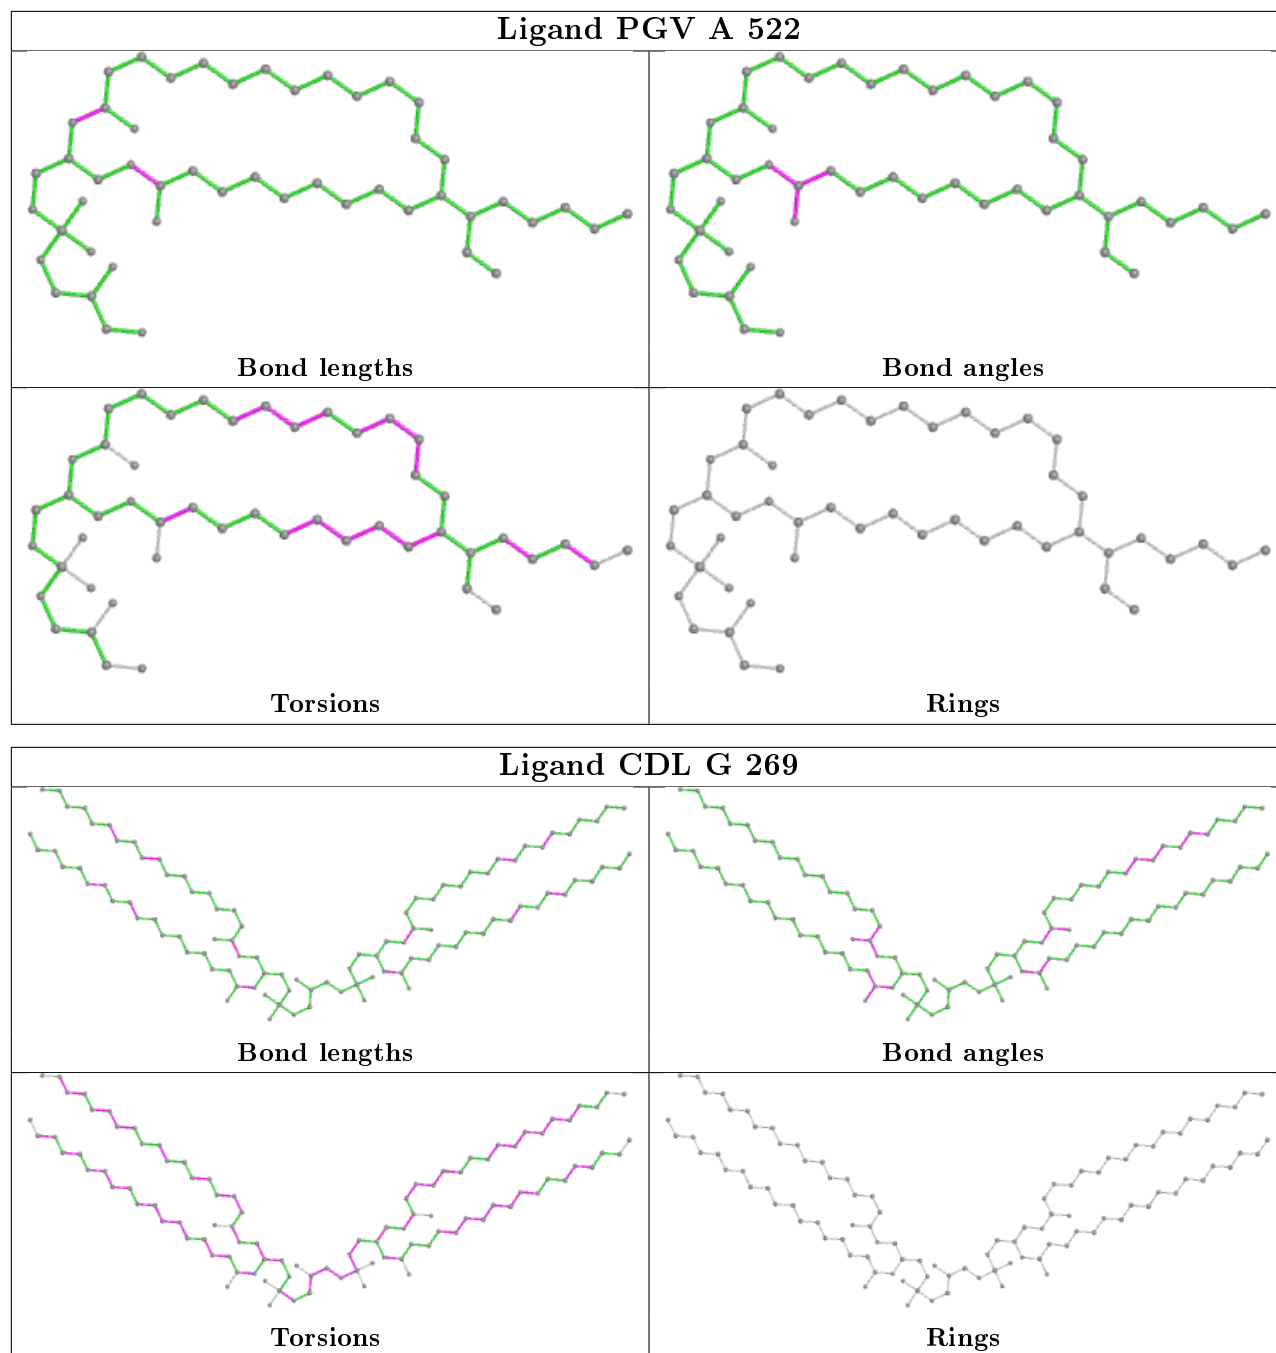 Ligand PGV A 522
Bond lengths
Bond angles
Torsions
Rings
Ligand CDL G 269
Bond lengths
Bond angles
Torsions
Rings